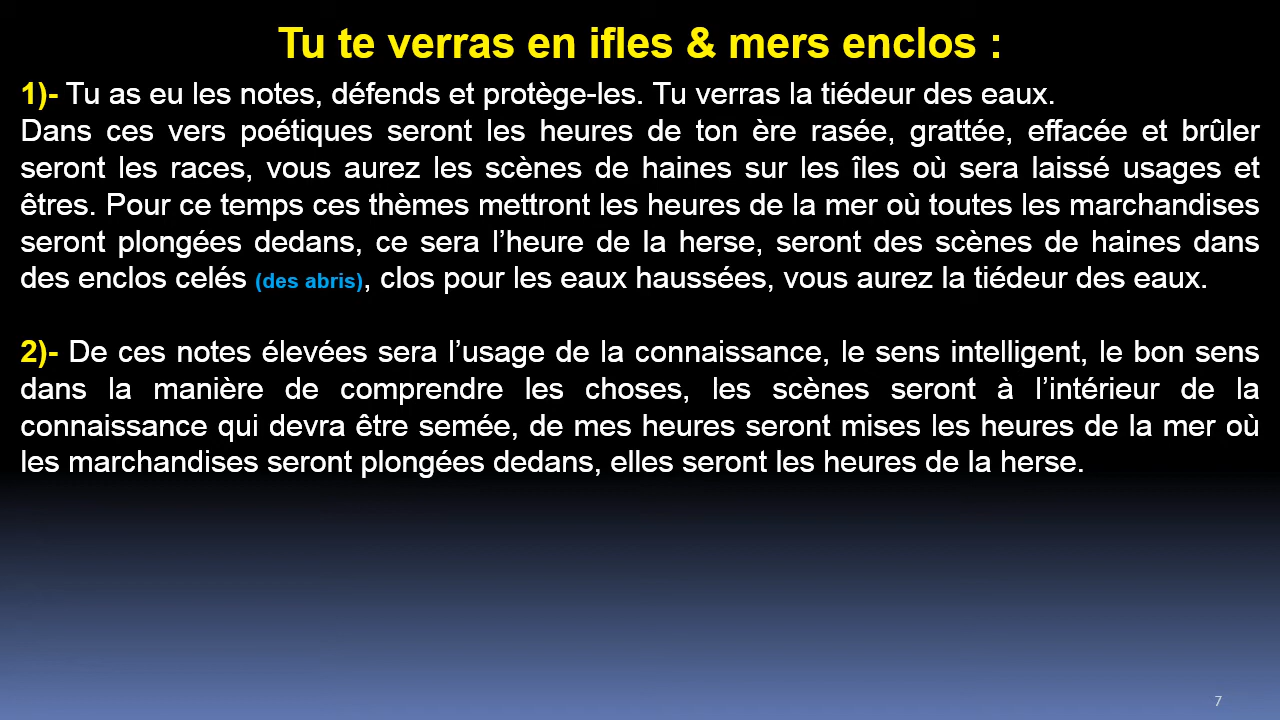 Tu te verras en ifles & mers enclos :
1)- Tu as eu les notes, défends et protège-les. Tu verras la tiédeur des eaux.
Dans ces vers poétiques seront les heures de ton ère rasée, grattée, effacée et brûler
seront les races, vous aurez les scènes de haines sur les îles où sera laissé usages et
êtres. Pour ce temps ces thèmes mettront les heures de la mer où toutes les marchandises
seront plongées dedans, ce sera l’heure de la herse, seront des scènes de haines dans
des enclos celés (des abris), clos pour les eaux haussées, vous aurez la tiédeur des eaux.
2)- De ces notes élevées sera l’usage de la connaissance, le sens intelligent, le bon sens
dans la manière de comprendre les choses, les scènes seront à l’intérieur de la
connaissance qui devra être semée, de mes heures seront mises les heures de la mer où
les marchandises seront plongées dedans, elles seront les heures de la herse.
7